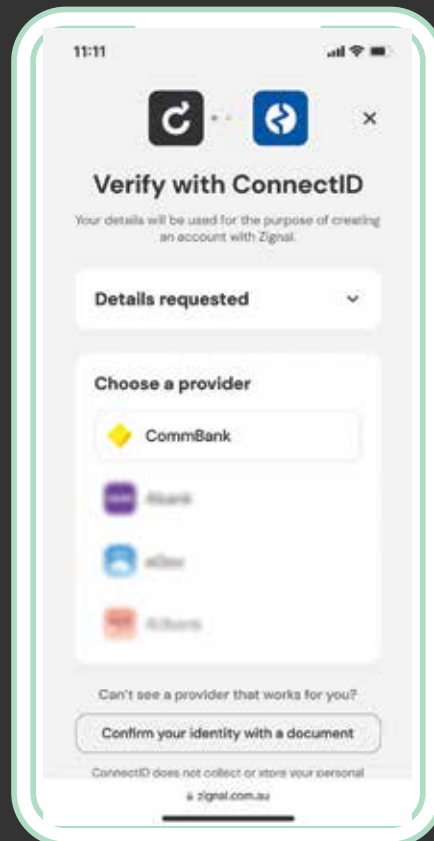 11:11
Verify with ConnectID
Your details will be used for the purpose of creating
an account with Zignal.
Details requested
Choose a provider
CommBank
Can't see a provider that works for you?
Confirm your identity with a document
ConnectID does not collect or store your personal
zignal.com.au